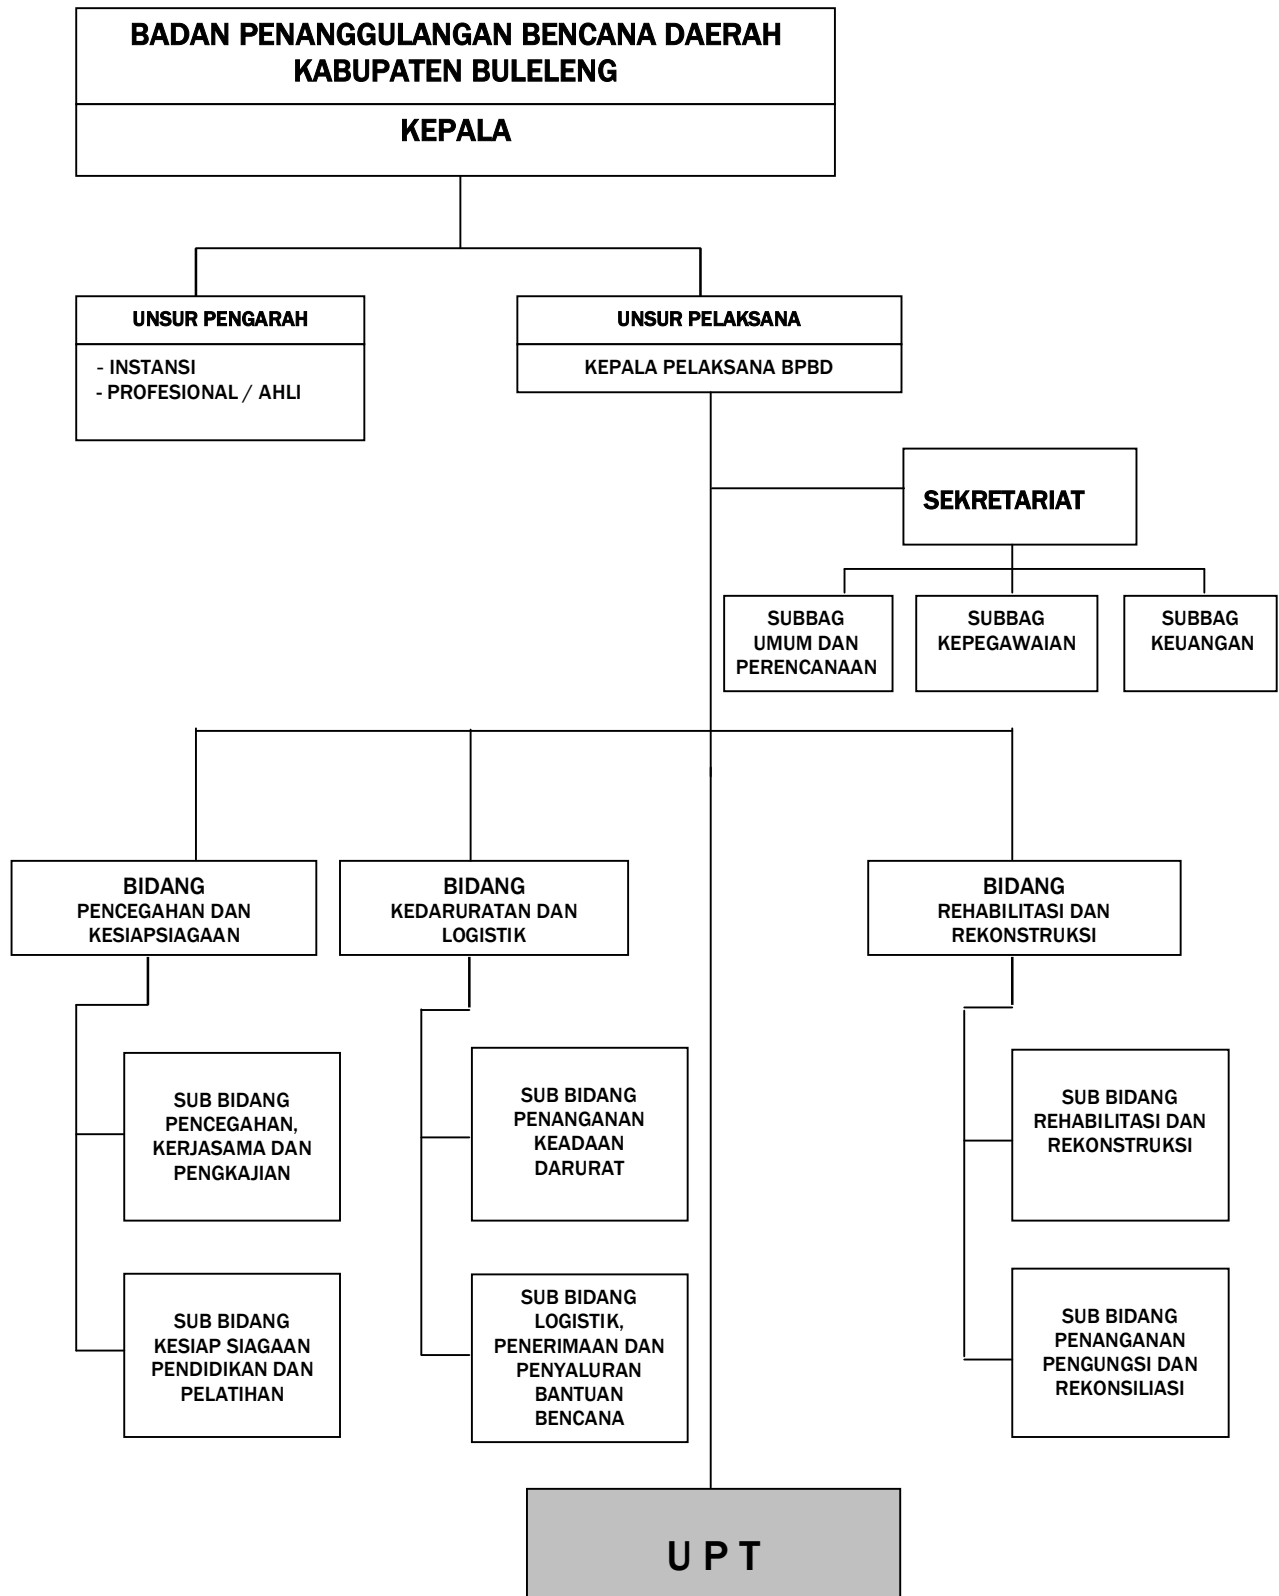 BADAN PENANGGULANGAN BENCANA DAERAH
KABUPATEN BULELENG
KEPALA
UNSUR PENGARAH
- INSTANSI
- PROFESIONAL / AHLI
UNSUR PELAKSANA
KEPALA PELAKSANA BPBD
SEKRETARIAT
SUBBAG
UMUM DAN
PERENCANAAN
SUBBAG
KEPEGAWAIAN
SUBBAG
KEUANGAN
BIDANG
PENCEGAHAN DAN
KESIAPSIAGAAN
BIDANG
KEDARURATAN DAN
LOGISTIK
BIDANG
REHABILITASI DAN
REKONSTRUKSI
SUB BIDANG
PENCEGAHAN,
KERJASAMA DAN
PENGKAJIAN
SUB BIDANG
PENANGANAN
KEADAAN
DARURAT
SUB BIDANG
REHABILITASI DAN
REKONSTRUKSI
SUB BIDANG
KESIAP SIAGAAN
PENDIDIKAN DAN
PELATIHAN
SUB BIDANG
LOGISTIK,
PENERIMAAN DAN
PENYALURAN
BANTUAN
BENCANA
SUB BIDANG
PENANGANAN
PENGUNGSI DAN
REKONSILIASI
U P T